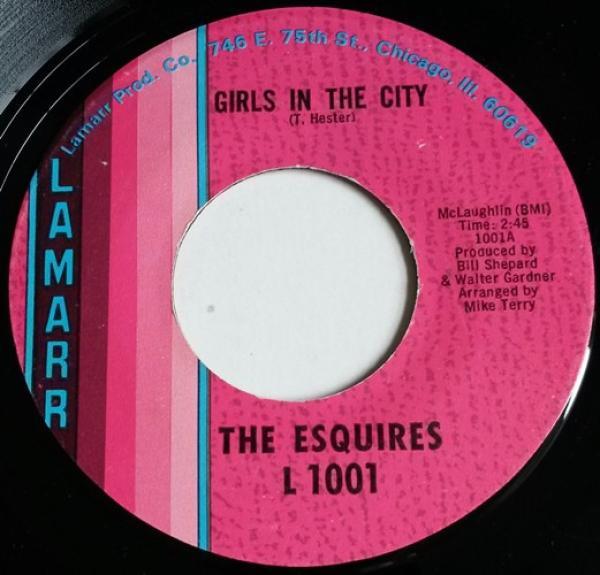 Lamarr Prod. Co. 746 E. 75th St., Chicago, Ill. 60619
LAMARR
GIRLS IN THE CITY
(T. Hester)
McLaughlin (BMI)
Time: 2:45
1001A
Produced by
Bill Shepard
& Walter Gardner
Arranged by
Mike Terry
THE ESQUIRES
L 1001